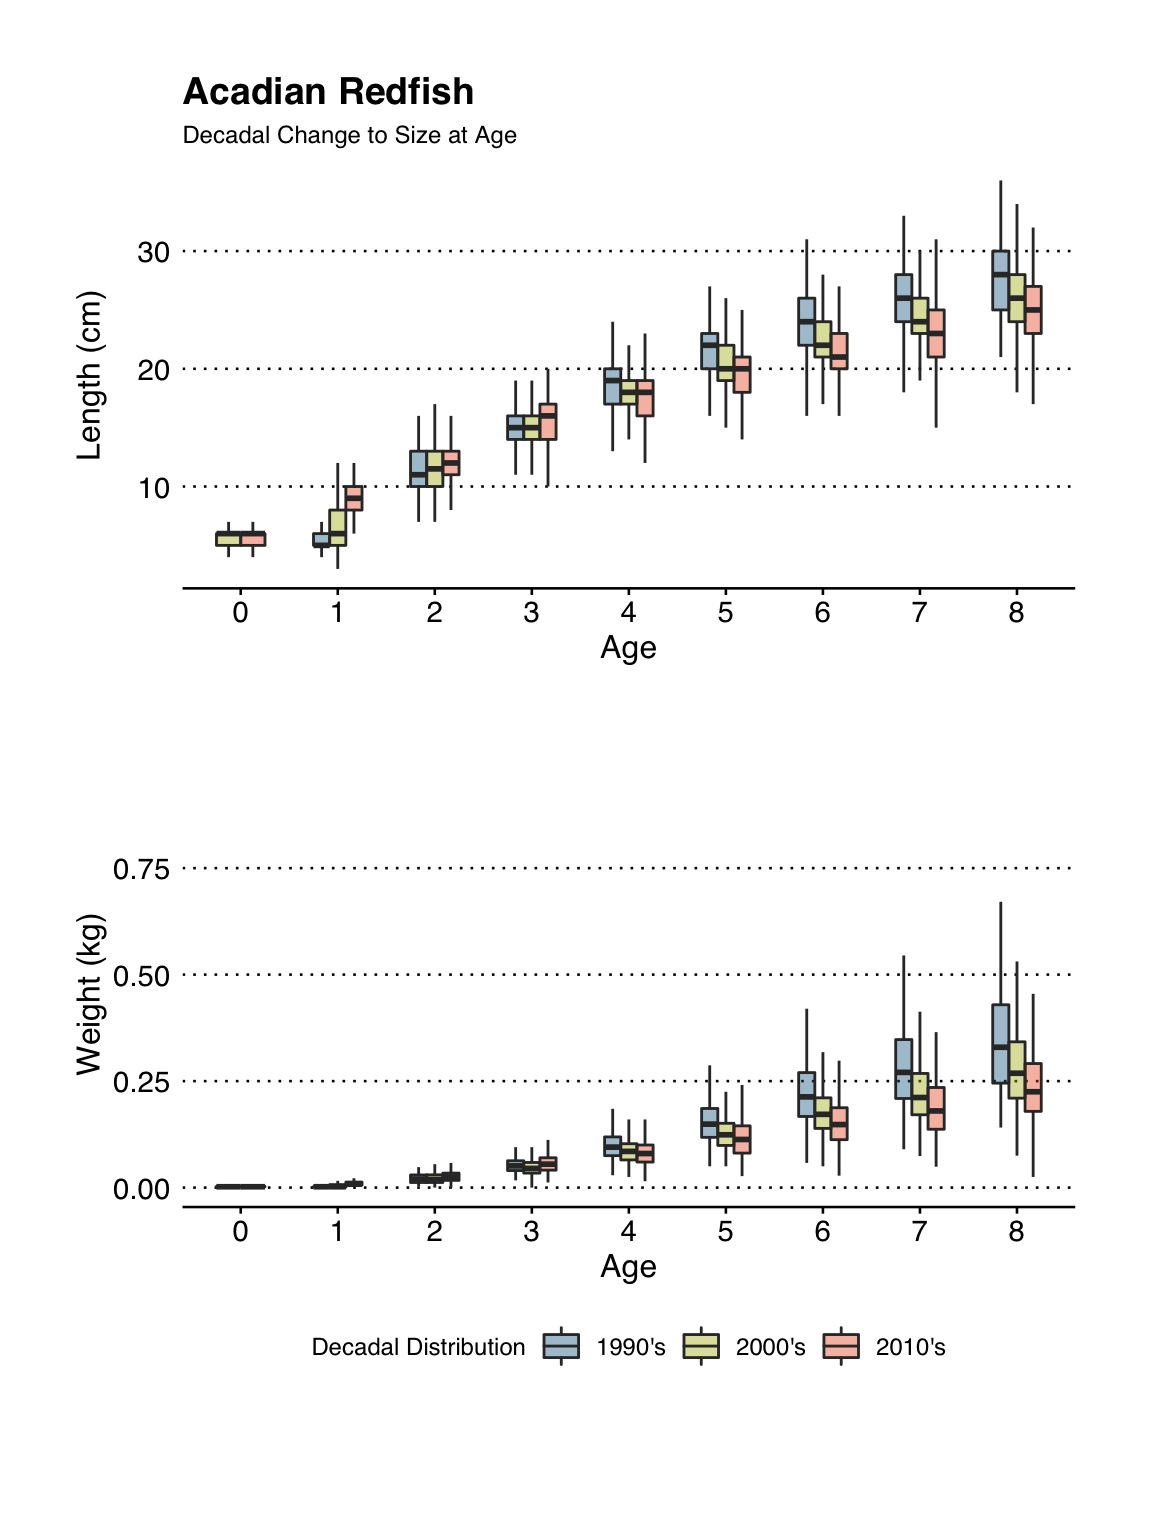 Acadian Redfish
Decadal Change to Size at Age
Length (cm)
30
20
10
0 1 2 3 4 5 6 7 8
Age
Weight (kg)
0.75
0.50
0.25
0.00
0 1 2 3 4 5 6 7 8
Age
Decadal Distribution 1990's 2000's 2010's